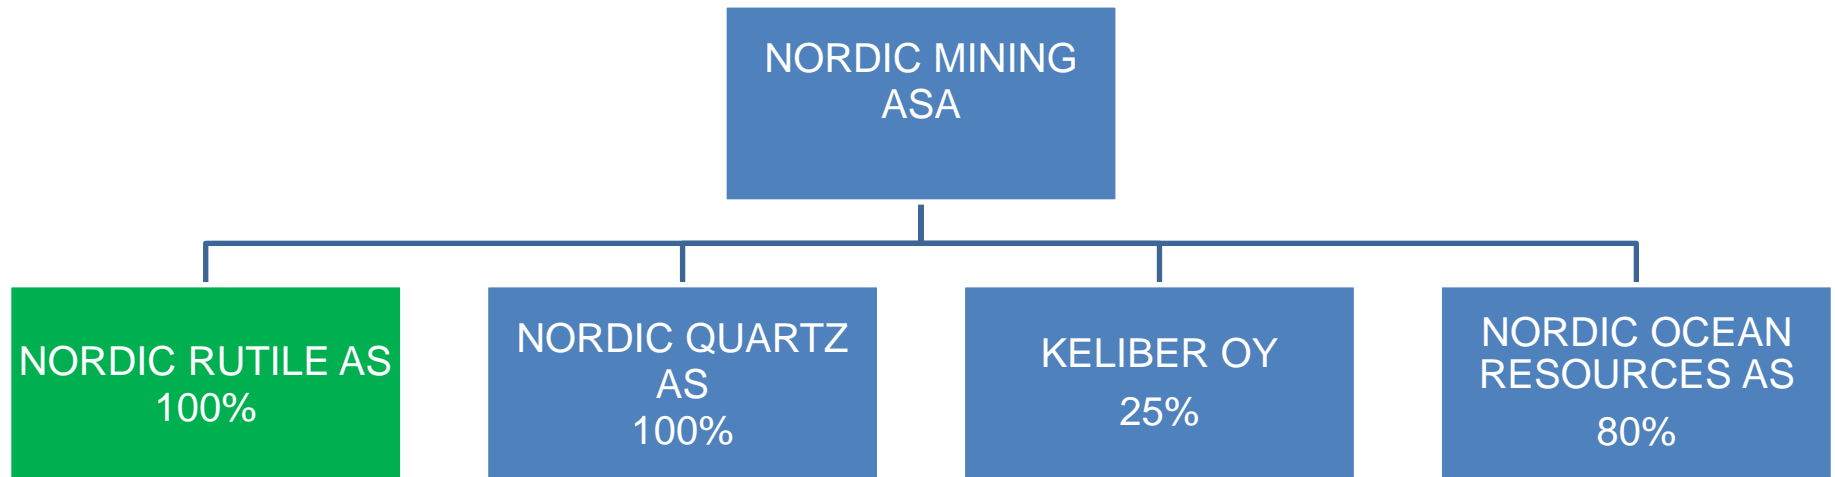 NORDIC MINING
ASA
NORDIC RUTILE AS
100%
NORDIC QUARTZ
AS
100%
KELIBER OY
25%
NORDIC OCEAN
RESOURCES AS
80%